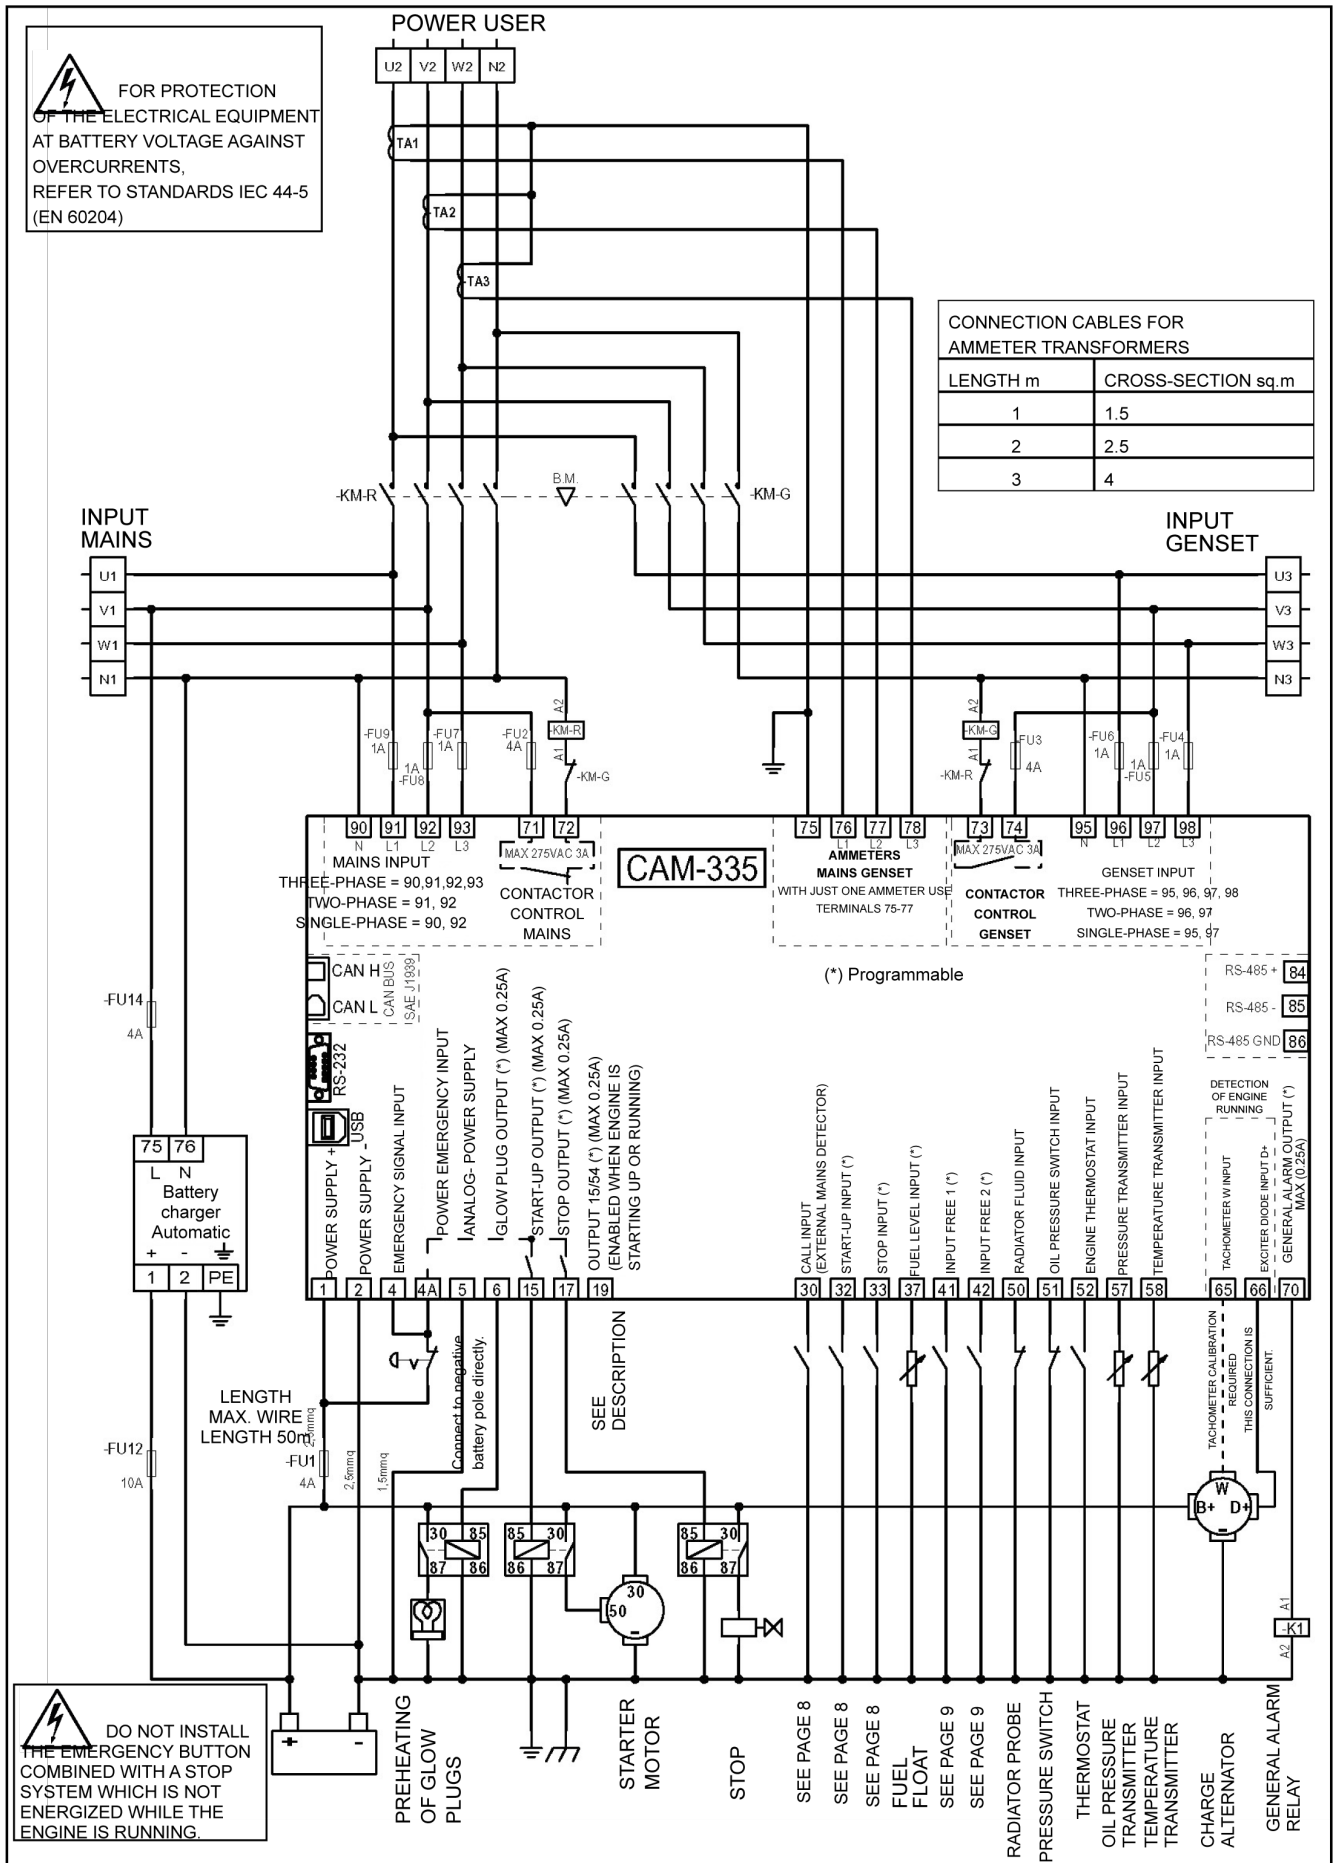 POWER USER
U2 V2 W2 N2
FOR PROTECTION
OF THE ELECTRICAL EQUIPMENT
AT BATTERY VOLTAGE AGAINST
OVERCURRENTS,
REFER TO STANDARDS IEC 44-5
(EN 60204)
TA1
TA2
-TA3
CONNECTION CABLES FOR
AMMETER TRANSFORMERS
LENGTH m CROSS-SECTION sq.m
1 1.5
2 2.5
3 4
-KM-R
B.M.
-KM-G
INPUT
MAINS
U1
V1
W1
N1
INPUT
GENSET
U3
V3
W3
N3
-FU9
1A
1A
-FU8
-FU7
1A
-FU2
4A
A2
-KM-R
A1
-KM-G
A2
-KM-G
A1
-KM-R
-FU3
4A
-FU6
1A
1A
-FU5
-FU4
1A
90 91 92 93 71 72 75 76 77 78 73 74 95 96 97 98
N L1 L2 L3
MAX 275VAC 3A
MAINS INPUT
THREE-PHASE = 90,91,92,93
TWO-PHASE = 91, 92
SINGLE-PHASE = 90, 92
CONTACTOR
CONTROL
MAINS
CAM-335
L1 L2 L3
AMMETERS
MAINS GENSET
WITH JUST ONE AMMETER USE
TERMINALS 75-77
MAX 275VAC 3A
CONTACTOR
CONTROL
GENSET
N L1 L2 L3
GENSET INPUT
THREE-PHASE = 95, 96, 97, 98
TWO-PHASE = 96, 97
SINGLE-PHASE = 95, 97
CAN H
CAN L
CAN BUS
SAE J1939
RS-232
USB
(*) Programmable
RS-485 + 84
RS-485 - 85
RS-485 GND 86
-FU14
4A
75 76
L N
Battery
charger
Automatic
+ -
1 2 PE
POWER SUPPLY +
POWER SUPPLY -
EMERGENCY SIGNAL INPUT
POWER EMERGENCY INPUT
ANALOG- POWER SUPPLY
GLOW PLUG OUTPUT (*) (MAX 0.25A)
START-UP OUTPUT (*) (MAX 0.25A)
STOP OUTPUT (*) (MAX 0.25A)
OUTPUT 15/54 (*) (MAX 0.25A)
(ENABLED WHEN ENGINE IS
STARTING UP OR RUNNING)
CALL INPUT
(EXTERNAL MAINS DETECTOR)
START-UP INPUT (*)
STOP INPUT (*)
FUEL LEVEL INPUT (*)
INPUT FREE 1 (*)
INPUT FREE 2 (*)
RADIATOR FLUID INPUT
OIL PRESSURE SWITCH INPUT
ENGINE THERMOSTAT INPUT
PRESSURE TRANSMITTER INPUT
TEMPERATURE TRANSMITTER INPUT
DETECTION
OF ENGINE
RUNNING
TACHOMETER W INPUT
EXCITER DIODE INPUT D+
GENERAL ALARM OUTPUT (*)
MAX (0.25A)
1 2 4 4A 5 6 15 17 19 30 32 33 37 41 42 50 51 52 57 58 65 66 70
LENGTH
MAX. WIRE
LENGTH 50m
2,5mmq
-FU1
4A
2,5mmq
1,5mmq
Connect to negative
battery pole directly.
SEE
DESCRIPTION
TACHOMETER CALIBRATION
REQUIRED
THIS CONNECTION IS
SUFFICIENT.
-FU12
10A
30 85
87 86
85 30
86 87
85 30
86 87
30
50
-
W
B+ D+
-
A1
-K1
A2
+ -
DO NOT INSTALL
THE EMERGENCY BUTTON
COMBINED WITH A STOP
SYSTEM WHICH IS NOT
ENERGIZED WHILE THE
ENGINE IS RUNNING.
PREHEATING
OF GLOW
PLUGS
STARTER
MOTOR
STOP
SEE PAGE 8
SEE PAGE 8
SEE PAGE 8
FUEL
FLOAT
SEE PAGE 9
SEE PAGE 9
RADIATOR PROBE
PRESSURE SWITCH
THERMOSTAT
OIL PRESSURE
TRANSMITTER
TEMPERATURE
TRANSMITTER
CHARGE
ALTERNATOR
GENERAL ALARM
RELAY